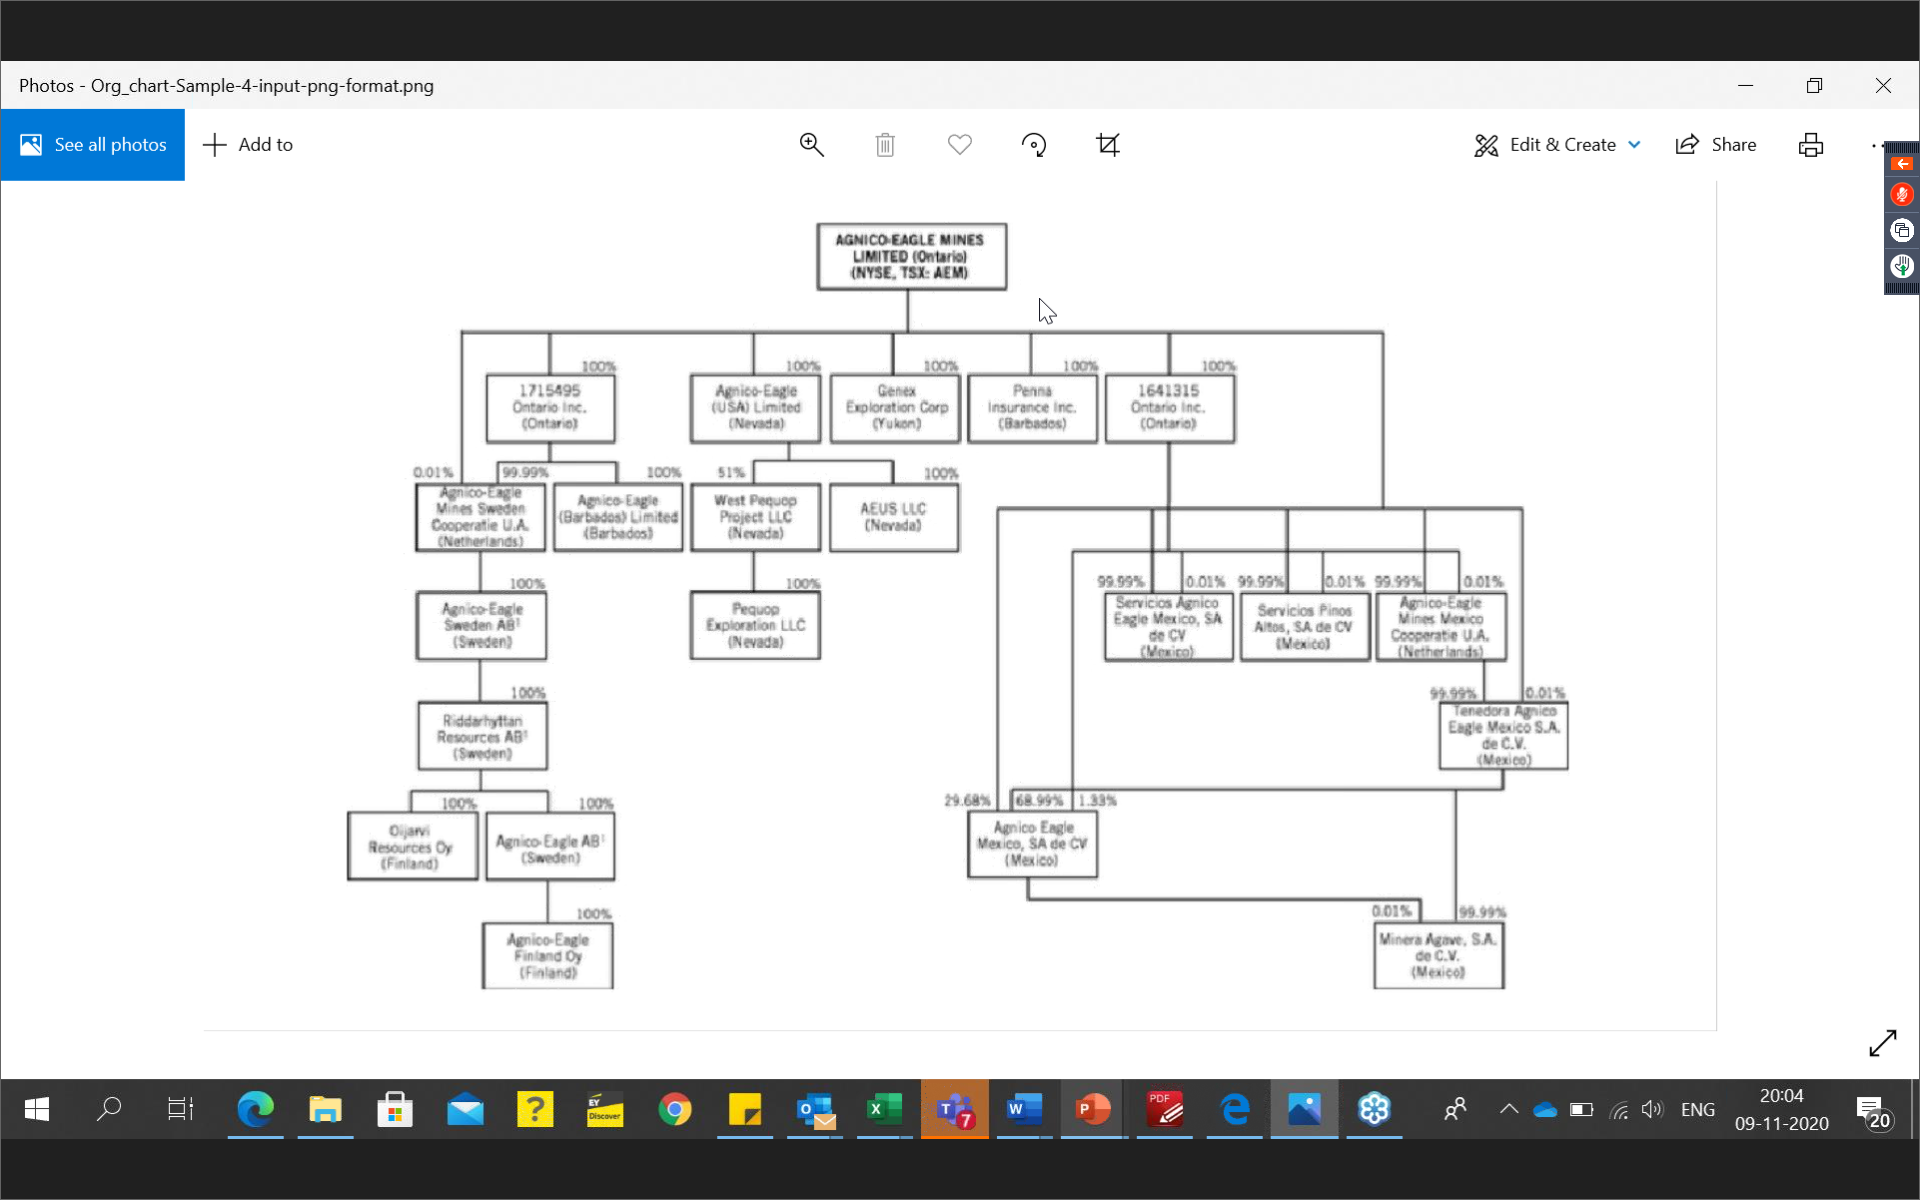 Photos - Org_chart-Sample-4-input-png-format.png
See all photos
Add to
Edit & Create
Share
AGNICO-EAGLE MINES
LIMITED (Ontario)
(NYSE, TSX: AEM)
100%
1715495
Ontario Inc.
(Ontario)
100%
Agnico-Eagle
(USA) Limited
(Nevada)
100%
Genex
Exploration Corp
(Yukon)
100%
Penna
Insurance Inc.
(Barbados)
100%
1641315
Ontario Inc.
(Ontario)
0.01%
99.99%
Agnico-Eagle
Mines Sweden
Cooperatie U.A.
(Netherlands)
100%
Agnico-Eagle
(Barbados) Limited
(Barbados)
51%
West Pequop
Project LLC
(Nevada)
100%
AEUS LLC
(Nevada)
100%
Agnico-Eagle
Sweden AB¹
(Sweden)
100%
Pequop
Exploration LLC
(Nevada)
99.99%
0.01%
Servicios Agnico
Eagle Mexico, SA
de CV
(Mexico)
99.99%
0.01%
Servicios Pinos
Altos, SA de CV
(Mexico)
99.99%
0.01%
Agnico-Eagle
Mines Mexico
Cooperatie U.A.
(Netherlands)
100%
Riddarhyttan
Resources AB¹
(Sweden)
99.99%
0.01%
Tenedora Agnico
Eagle Mexico S.A.
de C.V.
(Mexico)
100%
Oijarvi
Resources Oy
(Finland)
100%
Agnico-Eagle AB¹
(Sweden)
29.68%
68.99%
1.33%
Agnico Eagle
Mexico, SA de CV
(Mexico)
100%
Agnico-Eagle
Finland Oy
(Finland)
0.01%
99.99%
Minera Agave, S.A.
de C.V.
(Mexico)
EY
Discover
7
PDF
ENG
20:04
09-11-2020
20